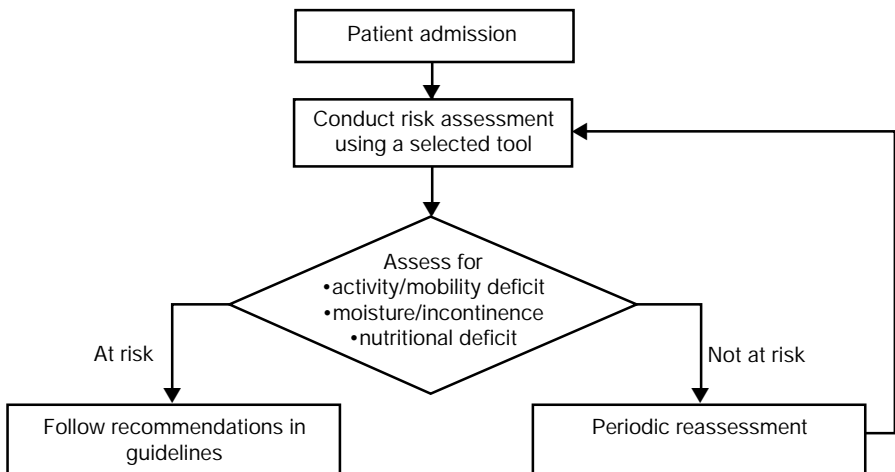 Patient admission
Conduct risk assessment
using a selected tool
Assess for
•activity/mobility deficit
•moisture/incontinence
•nutritional deficit
At risk
Not at risk
Follow recommendations in
guidelines
Periodic reassessment